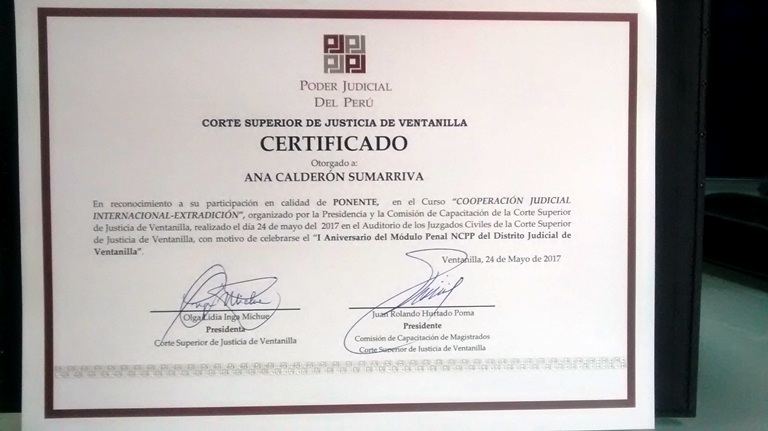 PJ PJ
PJ PJ
PODER JUDICIAL
DEL PERÚ
CORTE SUPERIOR DE JUSTICIA DE VENTANILLA
CERTIFICADO
Otorgado a:
ANA CALDERÓN SUMARRIVA
En reconocimiento a su participación en calidad de PONENTE, en el Curso "COOPERACIÓN JUDICIAL
INTERNACIONAL-EXTRADICIÓN", organizado por la Presidencia y la Comisión de Capacitación de la Corte Superior
de Justicia de Ventanilla, realizado el día 24 de mayo del 2017 en el Auditorio de los Juzgados Civiles de la Corte Superior
de Justicia de Ventanilla, con motivo de celebrarse el "I Aniversario del Módulo Penal NCPP del Distrito Judicial de
Ventanilla".
Ventanilla, 24 de Mayo de 2017
Olga Lidia Inga Michue
Presidenta
Corte Superior de Justicia de Ventanilla
Juan Rolando Hurtado Poma
Presidente
Comisión de Capacitación de Magistrados
Corte Superior de Justicia de Ventanilla